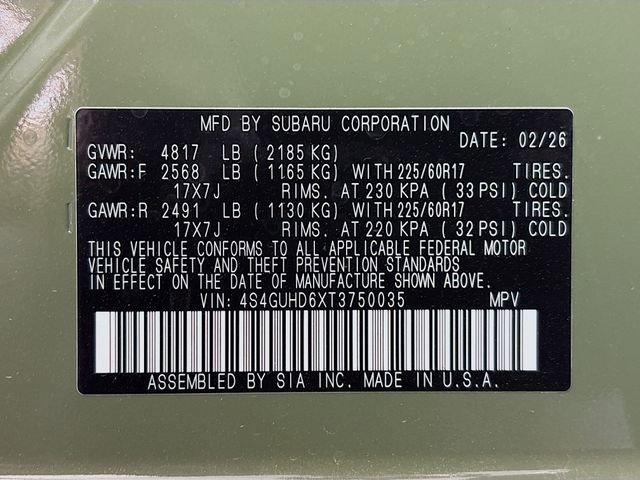 MFD BY SUBARU CORPORATION
DATE: 02/26
GVWR: 4817 LB (2185 KG)
GAWR:F 2568 LB (1165 KG) WITH 225/60R17 TIRES.
17X7J RIMS. AT 230 KPA (33 PSI) COLD
GAWR:R 2491 LB (1130 KG) WITH 225/60R17 TIRES.
17X7J RIMS. AT 220 KPA (32 PSI) COLD
THIS VEHICLE CONFORMS TO ALL APPLICABLE FEDERAL MOTOR
VEHICLE SAFETY AND THEFT PREVENTION STANDARDS
IN EFFECT ON THE DATE OF MANUFACTURE SHOWN ABOVE.
VIN: 4S4GUHD6XT3750035 MPV
ASSEMBLED BY SIA INC. MADE IN U.S.A.